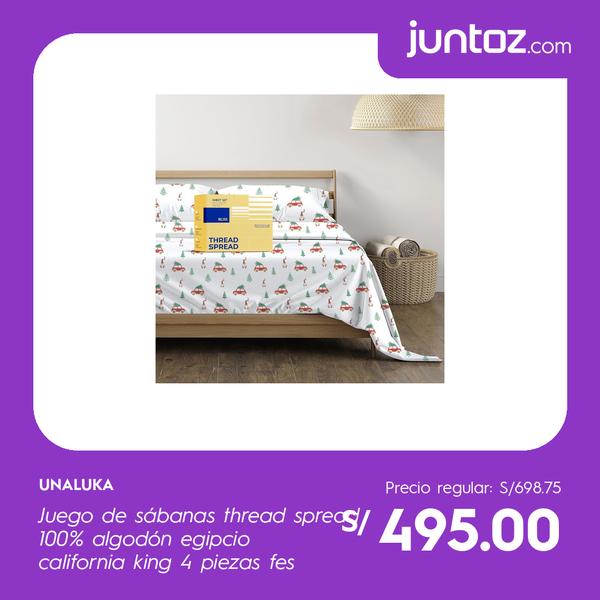 juntoz.com
THREAD
SPREAD
UNALUKA
Juego de sábanas thread spread
100% algodón egipcio
california king 4 piezas fes
Precio regular: S/698.75
S/ 495.00